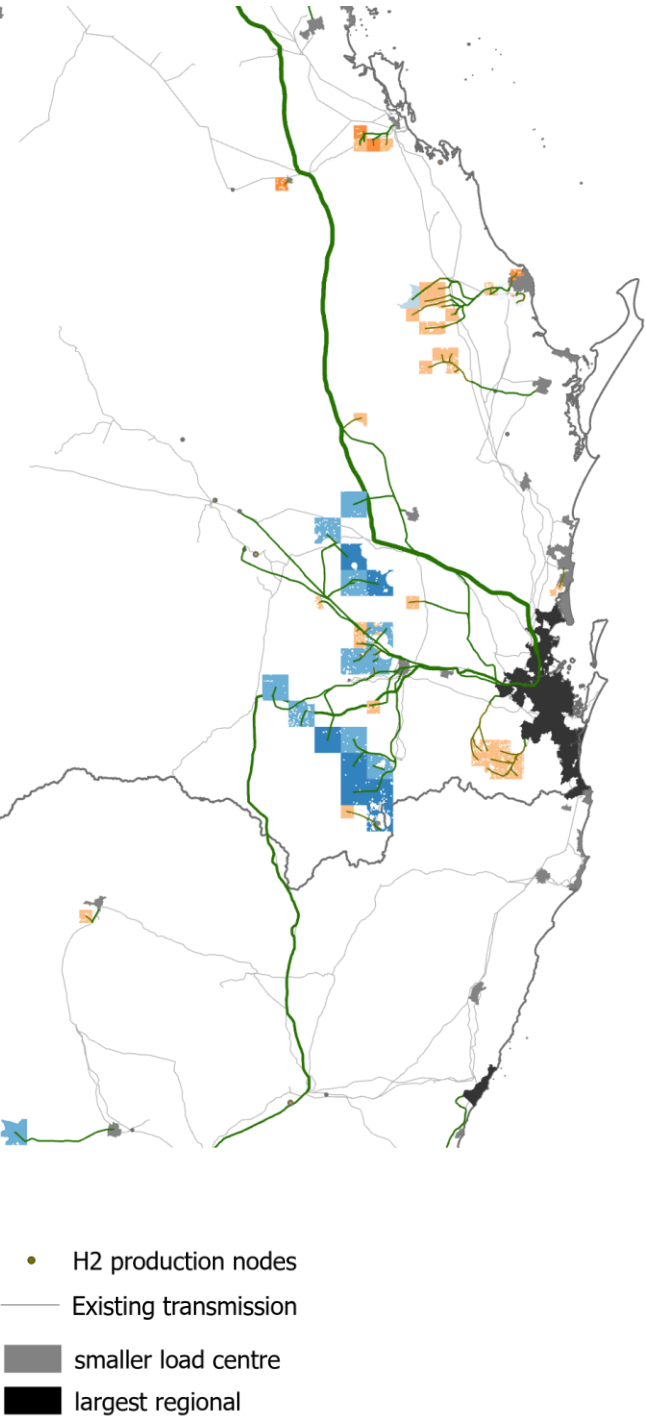 H2 production nodes
Existing transmission
smaller load centre
largest regional